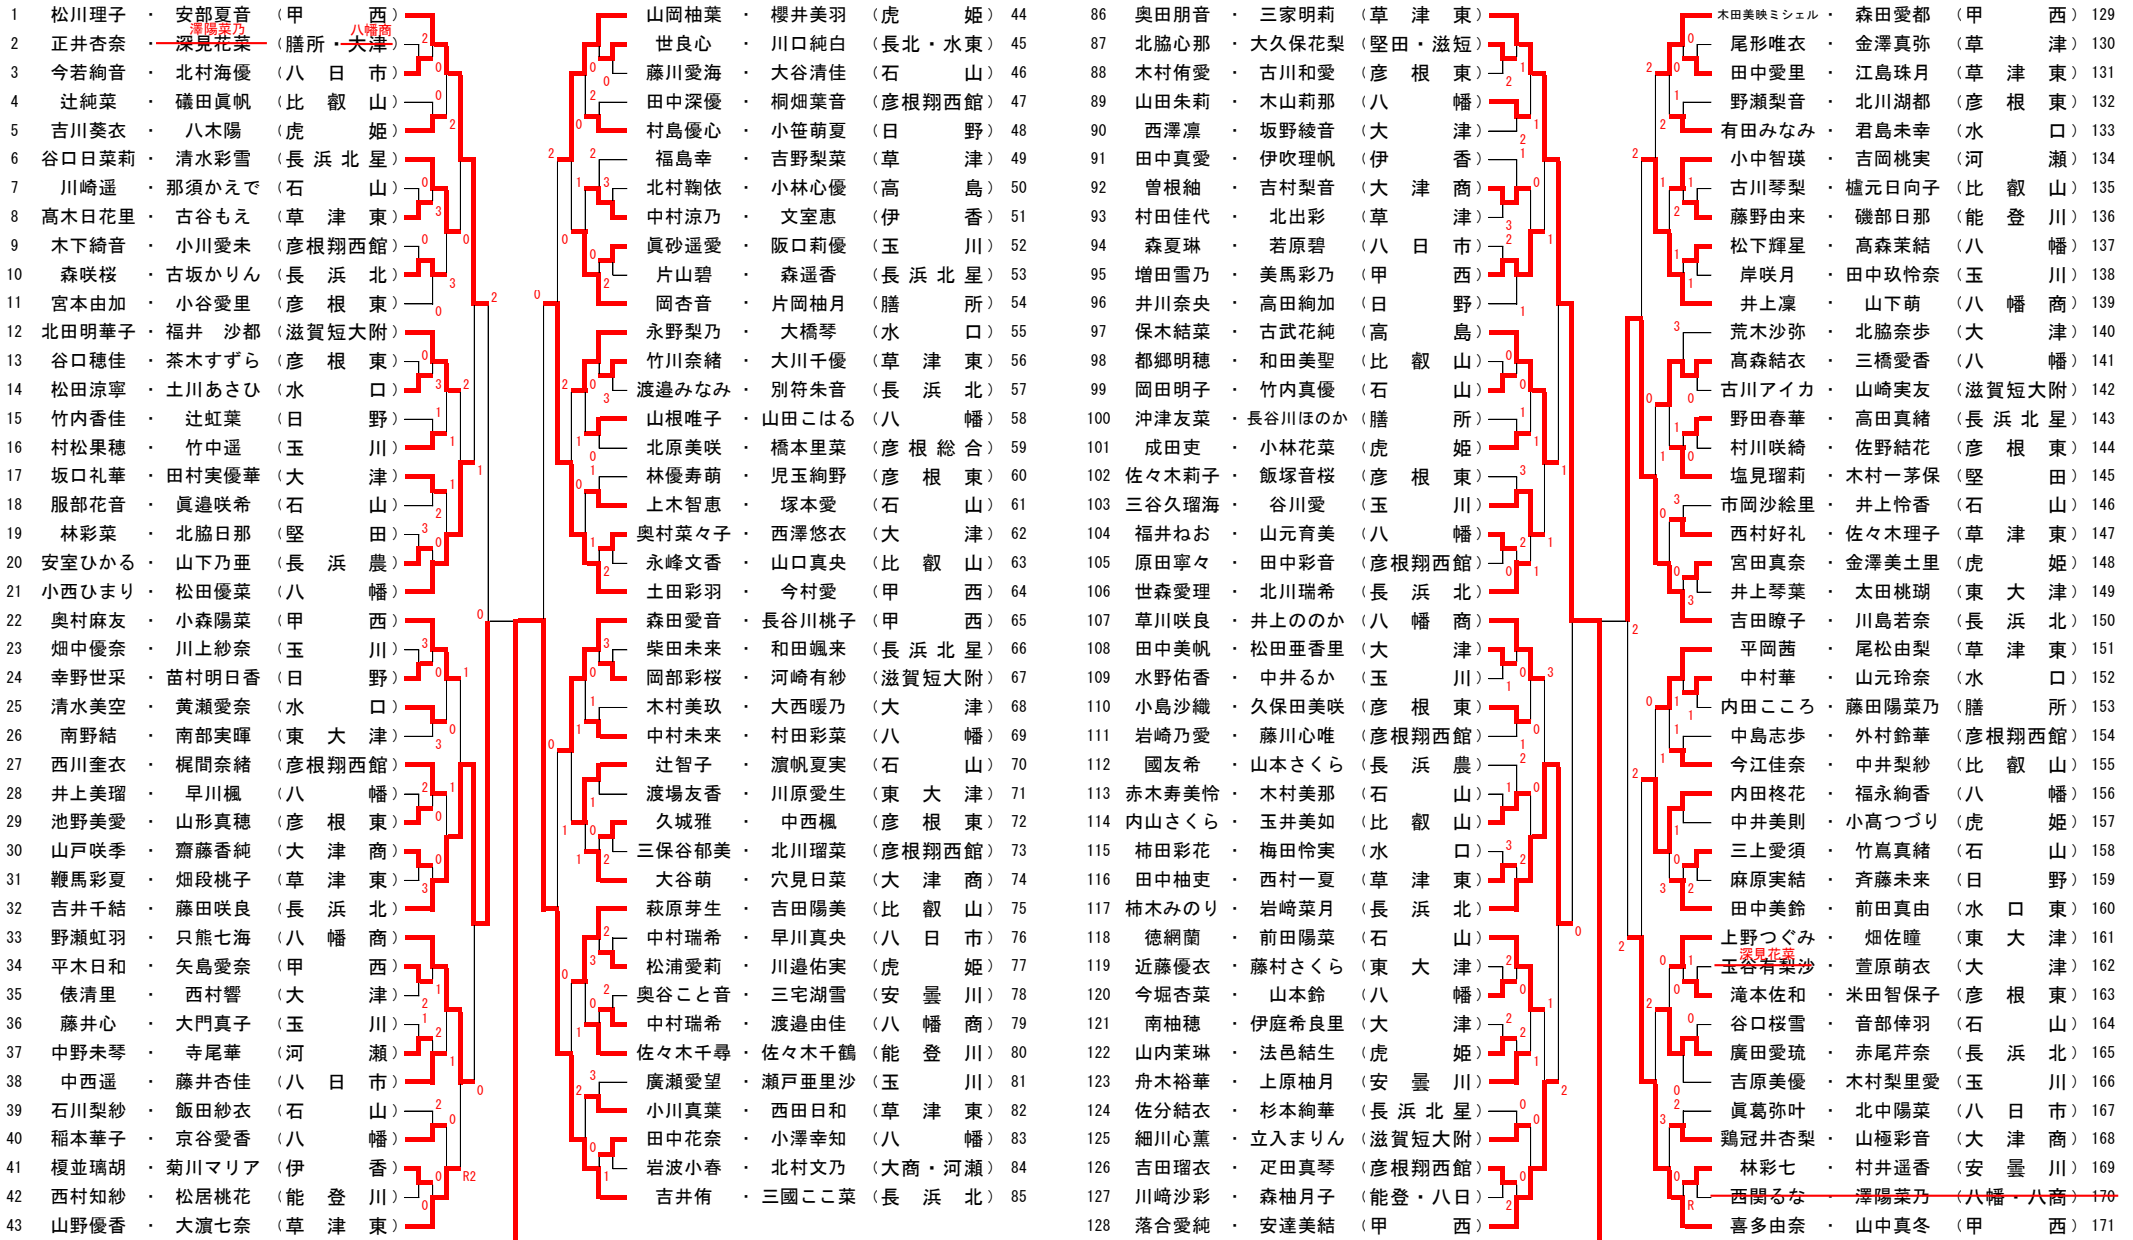 1 松川理子 ・ 安部夏音 （甲西）
澤陽菜乃 八幡商
2 正井杏奈 ・ 深見花菜 （膳所・大津）
3 今若絢音 ・ 北村海優 （八日市）
4 辻純菜 ・ 礒田眞帆 （比叡山）
5 吉川葵衣 ・ 八木陽 （虎姫）
6 谷口日菜莉 ・ 清水彩雪 （長浜北星）
7 川崎遥 ・ 那須かえで （石山）
8 髙木日花里 ・ 古谷もえ （草津東）
9 木下綺音 ・ 小川愛未 （彦根翔西館）
10 森咲桜 ・ 古坂かりん （長浜北）
11 宮本由加 ・ 小谷愛里 （彦根東）
12 北田明華子 ・ 福井　沙都 （滋賀短大附）
13 谷口穂佳 ・ 茶木すずら （彦根東）
14 松田涼寧 ・ 土川あさひ （水口）
15 竹内香佳 ・ 辻虹葉 （日野）
16 村松果穂 ・ 竹中遥 （玉川）
17 坂口礼華 ・ 田村実優華 （大津）
18 服部花音 ・ 眞邉咲希 （石山）
19 林彩菜 ・ 北脇日那 （堅田）
20 安室ひかる ・ 山下乃亜 （長浜農）
21 小西ひまり ・ 松田優菜 （八幡）
22 奥村麻友 ・ 小森陽菜 （甲西）
23 畑中優奈 ・ 川上紗奈 （玉川）
24 幸野世采 ・ 苗村明日香 （日野）
25 清水美空 ・ 黄瀬愛奈 （水口）
26 南野結 ・ 南部実暉 （東大津）
27 西川奎衣 ・ 梶間奈緒 （彦根翔西館）
28 井上美瑠 ・ 早川楓 （八幡）
29 池野美愛 ・ 山形真穂 （彦根東）
30 山戸咲季 ・ 齋藤香純 （大津商）
31 鞭馬彩夏 ・ 畑段桃子 （草津東）
32 吉井千結 ・ 藤田咲良 （長浜北）
33 野瀬虹羽 ・ 只熊七海 （八幡商）
34 平木日和 ・ 矢島愛奈 （甲西）
35 俵清里 ・ 西村響 （大津）
36 藤井心 ・ 大門真子 （玉川）
37 中野未琴 ・ 寺尾華 （河瀬）
38 中西遥 ・ 藤井杏佳 （八日市）
39 石川梨紗 ・ 飯田紗衣 （石山）
40 稲本華子 ・ 京谷愛香 （八幡）
41 榎並璃胡 ・ 菊川マリア （伊香）
42 西村知紗 ・ 松居桃花 （能登川）
43 山野優香 ・ 大濵七奈 （草津東）
山岡柚葉 ・ 櫻井美羽 （虎姫） 44
世良心 ・ 川口純白 （長北・水東） 45
藤川愛海 ・ 大谷清佳 （石山） 46
田中深優 ・ 桐畑葉音 （彦根翔西館） 47
村島優心 ・ 小笹萌夏 （日野） 48
福島幸 ・ 吉野梨菜 （草津） 49
北村鞠依 ・ 小林心優 （高島） 50
中村涼乃 ・ 文室恵 （伊香） 51
眞砂遥愛 ・ 阪口莉優 （玉川） 52
片山碧 ・ 森遥香 （長浜北星） 53
岡杏音 ・ 片岡柚月 （膳所） 54
永野梨乃 ・ 大橋琴 （水口） 55
竹川奈緒 ・ 大川千優 （草津東） 56
渡邉みなみ ・ 別符朱音 （長浜北） 57
山根唯子 ・ 山田こはる （八幡） 58
北原美咲 ・ 橋本里菜 （彦根総合） 59
林優寿萌 ・ 児玉絢野 （彦根東） 60
上木智恵 ・ 塚本愛 （石山） 61
奥村菜々子 ・ 西澤悠衣 （大津） 62
永峰文香 ・ 山口真央 （比叡山） 63
土田彩羽 ・ 今村愛 （甲西） 64
森田愛音 ・ 長谷川桃子 （甲西） 65
柴田未来 ・ 和田颯来 （長浜北星） 66
岡部彩桜 ・ 河崎有紗 （滋賀短大附） 67
木村美玖 ・ 大西暖乃 （大津） 68
中村未来 ・ 村田彩菜 （八幡） 69
辻智子 ・ 濵帆夏実 （石山） 70
渡場友香 ・ 川原愛生 （東大津） 71
久城雅 ・ 中西楓 （彦根東） 72
三保谷郁美 ・ 北川瑠菜 （彦根翔西館） 73
大谷萌 ・ 穴見日菜 （大津商） 74
萩原芽生 ・ 吉田陽美 （比叡山） 75
中村瑞希 ・ 早川真央 （八日市） 76
松浦愛莉 ・ 川邉佑実 （虎姫） 77
奥谷こと音 ・ 三宅湖雪 （安曇川） 78
中村瑞希 ・ 渡邉由佳 （八幡商） 79
佐々木千尋 ・ 佐々木千鶴 （能登川） 80
廣瀬愛望 ・ 瀬戸亜里沙 （玉川） 81
小川真葉 ・ 西田日和 （草津東） 82
田中花奈 ・ 小澤幸知 （八幡） 83
岩波小春 ・ 北村文乃 （大商・河瀬） 84
吉井侑 ・ 三國ここ菜 （長浜北） 85
86 奥田朋音 ・ 三家明莉 （草津東）
87 北脇心那 ・ 大久保花梨 （堅田・滋短）
88 木村侑愛 ・ 古川和愛 （彦根東）
89 山田朱莉 ・ 木山莉那 （八幡）
90 西澤凛 ・ 坂野綾音 （大津）
91 田中真愛 ・ 伊吹理帆 （伊香）
92 曽根紬 ・ 吉村梨音 （大津商）
93 村田佳代 ・ 北出彩 （草津）
94 森夏琳 ・ 若原碧 （八日市）
95 増田雪乃 ・ 美馬彩乃 （甲西）
96 井川奈央 ・ 高田絢加 （日野）
97 保木結菜 ・ 古武花純 （高島）
98 都郷明穂 ・ 和田美聖 （比叡山）
99 岡田明子 ・ 竹内真優 （石山）
100 沖津友菜 ・ 長谷川ほのか （膳所）
101 成田吏 ・ 小林花菜 （虎姫）
102 佐々木莉子 ・ 飯塚音桜 （彦根東）
103 三谷久瑠海 ・ 谷川愛 （玉川）
104 福井ねお ・ 山元育美 （八幡）
105 原田寧々 ・ 田中彩音 （彦根翔西館）
106 世森愛理 ・ 北川瑞希 （長浜北）
107 草川咲良 ・ 井上ののか （八幡商）
108 田中美帆 ・ 松田亜香里 （大津）
109 水野佑香 ・ 中井るか （玉川）
110 小島沙織 ・ 久保田美咲 （彦根東）
111 岩崎乃愛 ・ 藤川心唯 （彦根翔西館）
112 國友希 ・ 山本さくら （長浜農）
113 赤木寿美怜 ・ 木村美那 （石山）
114 内山さくら ・ 玉井美如 （比叡山）
115 柿田彩花 ・ 梅田怜実 （水口）
116 田中柚吏 ・ 西村一夏 （草津東）
117 柿木みのり ・ 岩﨑菜月 （長浜北）
118 徳網蘭 ・ 前田陽菜 （石山）
119 近藤優衣 ・ 藤村さくら （東大津）
120 今堀杏菜 ・ 山本鈴 （八幡）
121 南柚穂 ・ 伊庭希良里 （大津）
122 山内茉琳 ・ 法邑結生 （虎姫）
123 舟木裕華 ・ 上原柚月 （安曇川）
124 佐分結衣 ・ 杉本絢華 （長浜北星）
125 細川心薫 ・ 立入まりん （滋賀短大附）
126 吉田瑠衣 ・ 疋田真琴 （彦根翔西館）
127 川﨑沙彩 ・ 森柚月子 （能登・八日）
128 落合愛純 ・ 安達美結 （甲西）
木田美映ミシェル ・ 森田愛都 （甲西） 129
尾形唯衣 ・ 金澤真弥 （草津） 130
田中愛里 ・ 江島珠月 （草津東） 131
野瀬梨音 ・ 北川湖都 （彦根東） 132
有田みなみ ・ 君島未幸 （水口） 133
小中智瑛 ・ 吉岡桃実 （河瀬） 134
古川琴梨 ・ 櫨元日向子 （比叡山） 135
藤野由来 ・ 磯部日那 （能登川） 136
松下輝星 ・ 髙森茉結 （八幡） 137
岸咲月 ・ 田中玖怜奈 （玉川） 138
井上凜 ・ 山下萌 （八幡商） 139
荒木沙弥 ・ 北脇奈歩 （大津） 140
髙森結衣 ・ 三橋愛香 （八幡） 141
古川アイカ ・ 山崎実友 （滋賀短大附） 142
野田春華 ・ 高田真緒 （長浜北星） 143
村川咲綺 ・ 佐野結花 （彦根東） 144
塩見瑠莉 ・ 木村一茅保 （堅田） 145
市岡沙絵里 ・ 井上怜香 （石山） 146
西村好礼 ・ 佐々木理子 （草津東） 147
宮田真奈 ・ 金澤美土里 （虎姫） 148
井上琴葉 ・ 太田桃瑚 （東大津） 149
吉田瞭子 ・ 川島若奈 （長浜北） 150
平岡茜 ・ 尾松由梨 （草津東） 151
中村華 ・ 山元玲奈 （水口） 152
内田こころ ・ 藤田陽菜乃 （膳所） 153
中島志歩 ・ 外村鈴華 （彦根翔西館） 154
今江佳奈 ・ 中井梨紗 （比叡山） 155
内田柊花 ・ 福永絢香 （八幡） 156
中井美則 ・ 小髙つづり （虎姫） 157
三上愛須 ・ 竹嶌真緒 （石山） 158
麻原実結 ・ 斉藤未来 （日野） 159
田中美鈴 ・ 前田真由 （水口東） 160
上野つぐみ ・ 畑佐瞳 （東大津） 161
深見花菜
玉谷有梨沙 ・ 萱原萌衣 （大津） 162
滝本佐和 ・ 米田智保子 （彦根東） 163
谷口桜雪 ・ 音部倖羽 （石山） 164
廣田愛琉 ・ 赤尾芹奈 （長浜北） 165
吉原美優 ・ 木村梨里愛 （玉川） 166
眞葛弥叶 ・ 北中陽菜 （八日市） 167
鶏冠井杏梨 ・ 山極彩音 （大津商） 168
林彩七 ・ 村井遥香 （安曇川） 169
西関るな ・ 澤陽菜乃 （八幡・八商） 170
喜多由奈 ・ 山中真冬 （甲西） 171